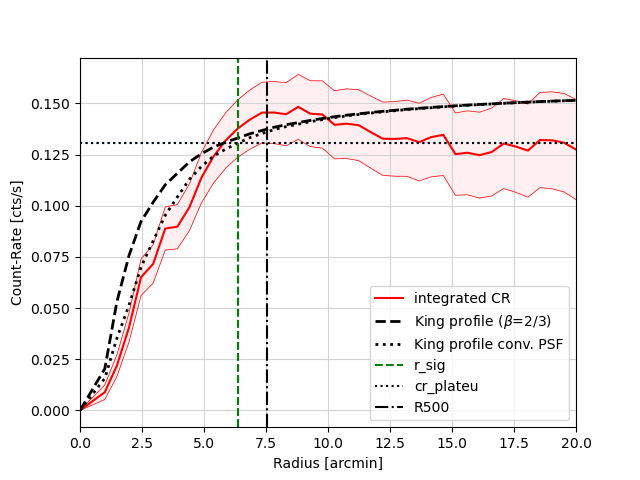 0.150
0.125
0.100
0.075
0.050
0.025
0.000
Count-Rate [cts/s]
integrated CR
King profile (β=2/3)
King profile conv. PSF
r_sig
cr_plateu
R500
0.0 2.5 5.0 7.5 10.0 12.5 15.0 17.5 20.0
Radius [arcmin]